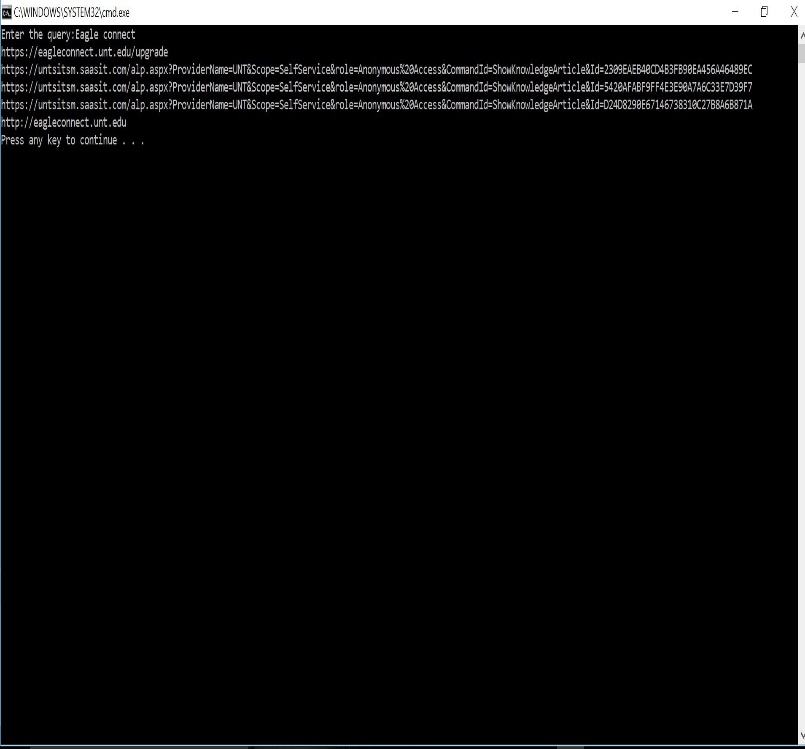 C:\WINDOWS\SYSTEM32\cmd.exe
Enter the query:Eagle connect
https://eagleconnect.unt.edu/upgrade
https://untsitsm.saasit.com/alp.aspx?ProviderName=UNT&Scope=SelfService&role=Anonymous%20Access&CommandId=ShowKnowledgeArticle&Id=2309EAEB40CD4B3FB90EA456A46489EC
https://untsitsm.saasit.com/alp.aspx?ProviderName=UNT&Scope=SelfService&role=Anonymous%20Access&CommandId=ShowKnowledgeArticle&Id=5420AFABF9FF4E3E90A7A6C33E7D39F7
https://untsitsm.saasit.com/alp.aspx?ProviderName=UNT&Scope=SelfService&role=Anonymous%20Access&CommandId=ShowKnowledgeArticle&Id=D24D8290E67146738310C27B8A6B871A
http://eagleconnect.unt.edu
Press any key to continue . . .